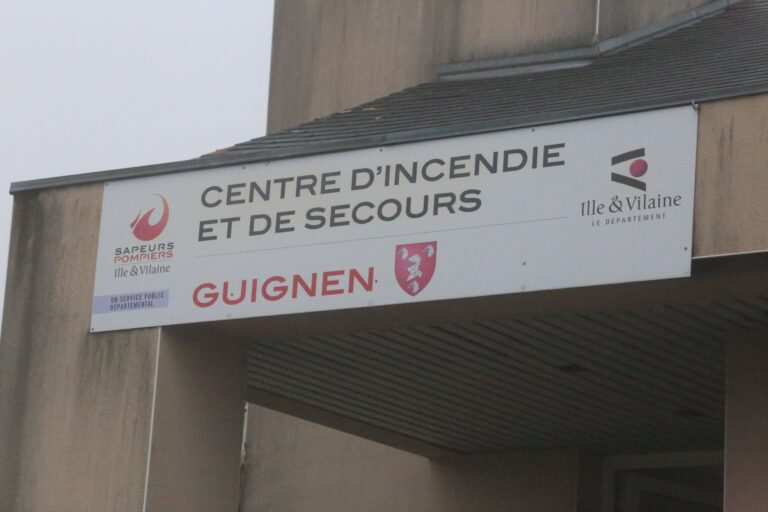 SAPEURS
POMPIERS
Ille & Vilaine
UN SERVICE PUBLIC
DÉPARTEMENTAL
CENTRE D'INCENDIE
ET DE SECOURS
GUIGNEN
Ille & Vilaine
LE DÉPARTEMENT